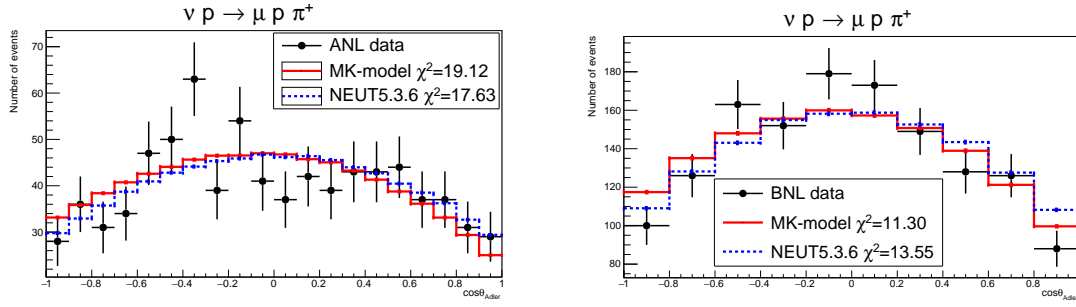 ν p → μ p π⁺
Number of events
70
60
50
40
30
ANL data
MK-model χ²=19.12
NEUT5.3.6 χ²=17.63
-1 -0.8 -0.6 -0.4 -0.2 0 0.2 0.4 0.6 0.8 1
cosθ_Adler
ν p → μ p π⁺
Number of events
180
160
140
120
100
80
BNL data
MK-model χ²=11.30
NEUT5.3.6 χ²=13.55
-1 -0.8 -0.6 -0.4 -0.2 0 0.2 0.4 0.6 0.8 1
cosθ_Adler